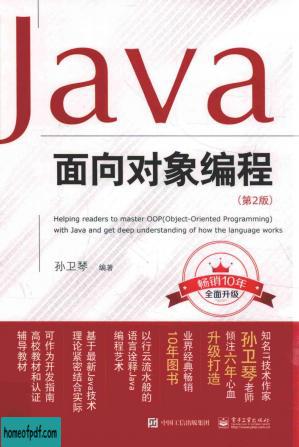 Java
面向对象编程
（第2版）
Helping readers to master OOP(Object-Oriented Programming)
with Java and get deep understanding of how the language works
孙卫琴 编著
畅销10年
全面升级
知名IT技术作家
孙卫琴老师
倾注六年心血
升级打造
业界经典畅销
10年图书
以行云流水般的
语言诠释Java
编程艺术
基于最新Java技术
理论紧密结合实际
可作为开发指南
高校教材和认证
辅导教材
中国工信出版集团
电子工业出版社
homeofpdf.com